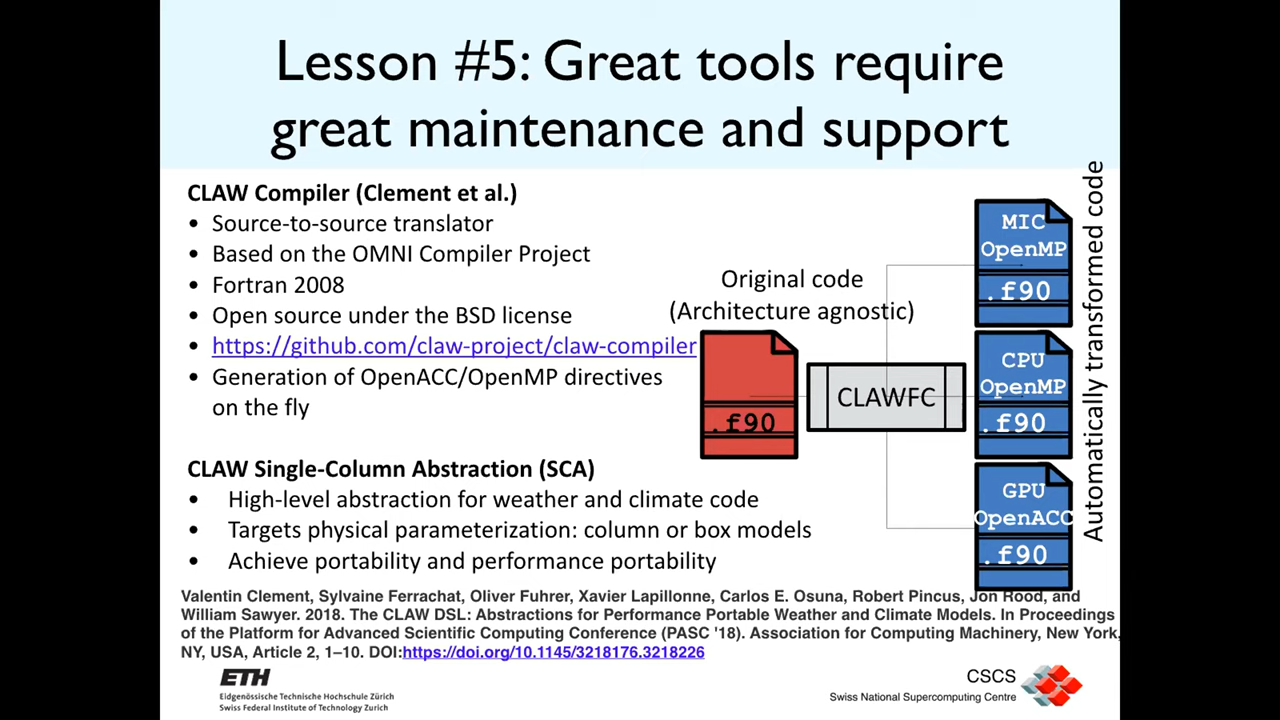 Lesson #5: Great tools require
great maintenance and support
CLAW Compiler (Clement et al.)
• Source-to-source translator
• Based on the OMNI Compiler Project
• Fortran 2008
• Open source under the BSD license
• https://github.com/claw-project/claw-compiler
• Generation of OpenACC/OpenMP directives
on the fly
CLAW Single-Column Abstraction (SCA)
• High-level abstraction for weather and climate code
• Targets physical parameterization: column or box models
• Achieve portability and performance portability
Original code
(Architecture agnostic)
.f90
CLAWFC
MIC
OpenMP
.f90
CPU
OpenMP
.f90
GPU
OpenACC
.f90
Automatically transformed code
Valentin Clement, Sylvaine Ferrachat, Oliver Fuhrer, Xavier Lapillonne, Carlos E. Osuna, Robert Pincus, Jon Rood, and
William Sawyer. 2018. The CLAW DSL: Abstractions for Performance Portable Weather and Climate Models. In Proceedings
of the Platform for Advanced Scientific Computing Conference (PASC '18). Association for Computing Machinery, New York,
NY, USA, Article 2, 1–10. DOI:https://doi.org/10.1145/3218176.3218226
ETH
Eidgenössische Technische Hochschule Zürich
Swiss Federal Institute of Technology Zurich
CSCS
Swiss National Supercomputing Centre